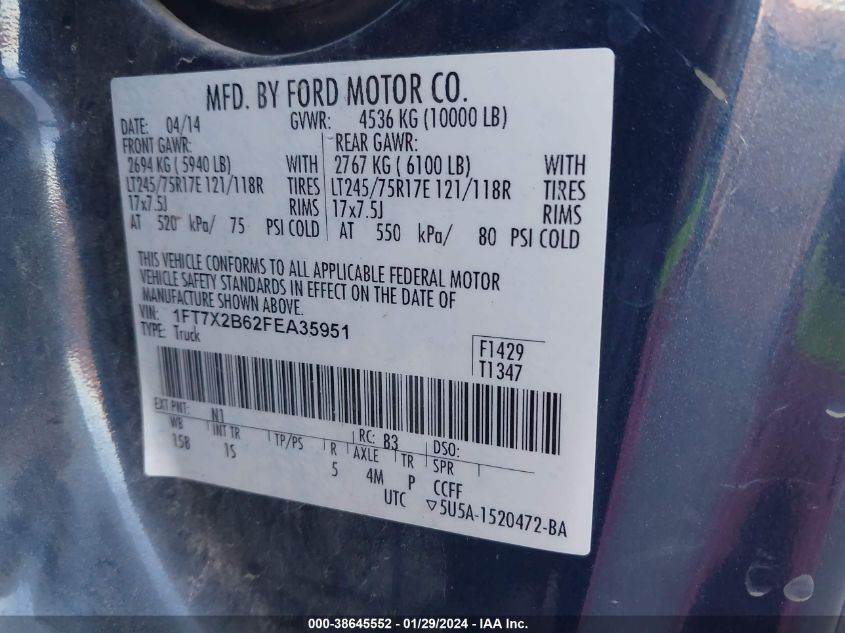 MFD. BY FORD MOTOR CO.
DATE: 04/14 GVWR: 4536 KG (10000 LB)
FRONT GAWR: REAR GAWR:
2694 KG ( 5940 LB) WITH 2767 KG ( 6100 LB) WITH
LT245/75R17E 121/118R TIRES LT245/75R17E 121/118R TIRES
17x7.5J RIMS 17x7.5J RIMS
AT 520 kPa/ 75 PSI COLD AT 550 kPa/ 80 PSI COLD
THIS VEHICLE CONFORMS TO ALL APPLICABLE FEDERAL MOTOR
VEHICLE SAFETY STANDARDS IN EFFECT ON THE DATE OF
MANUFACTURE SHOWN ABOVE.
VIN: 1FT7X2B62FEA35951
TYPE: Truck
F1429
T1347
EXT PNT: N1 RC: B3 DSO:
WB INT TR TP/PS R AXLE TR SPR
158 1S 5 4M P CCFF
UTC ▽5U5A-1520472-BA
000-38645552 - 01/29/2024 - IAA Inc.